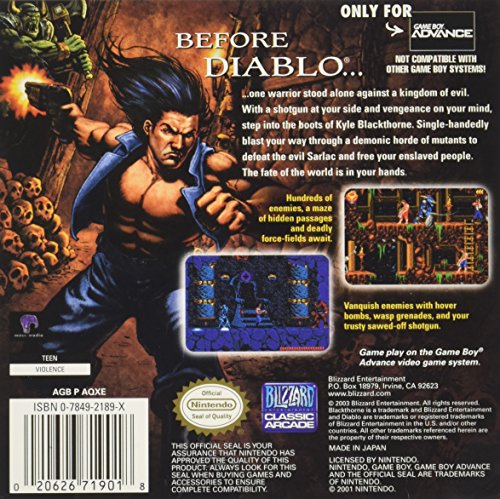 ONLY FOR
GAME BOY
ADVANCE
NOT COMPATIBLE WITH
OTHER GAME BOY SYSTEMS!
BEFORE
DIABLO...
...one warrior stood alone against a kingdom of evil.
With a shotgun at your side and vengeance on your mind,
step into the boots of Kyle Blackthorne. Single-handedly
blast your way through a demonic horde of mutants to
defeat the evil Sarlac and free your enslaved people.
The fate of the world is in your hands.
Hundreds of
enemies, a maze
of hidden passages
and deadly
force-fields await.
Vanquish enemies with hover
bombs, wasp grenades, and your
trusty sawed-off shotgun.
Game play on the Game Boy®
Advance video game system.
TEEN
VIOLENCE
AGB P AQXE
ISBN 0-7849-2189-X
0 20626 71901 8
Official
Nintendo
Seal of Quality
BLIZZARD
ENTERTAINMENT
CLASSIC
ARCADE
THIS OFFICIAL SEAL IS YOUR
ASSURANCE THAT NINTENDO HAS
APPROVED THE QUALITY OF THIS
PRODUCT. ALWAYS LOOK FOR THIS
SEAL WHEN BUYING GAMES AND
ACCESSORIES TO ENSURE
COMPLETE COMPATIBILITY.
Blizzard Entertainment
P.O. Box 18979, Irvine, CA 92623
www.blizzard.com
© 2003 Blizzard Entertainment. All rights reserved.
Blackthorne is a trademark and Blizzard Entertainment
and Diablo are trademarks or registered trademarks
of Blizzard Entertainment in the U.S. and/or other
countries. All other trademarks referenced herein are
the property of their respective owners.
MADE IN JAPAN
LICENSED BY NINTENDO.
NINTENDO, GAME BOY, GAME BOY ADVANCE
AND THE OFFICIAL SEAL ARE TRADEMARKS
OF NINTENDO.
© 2001 NINTENDO.